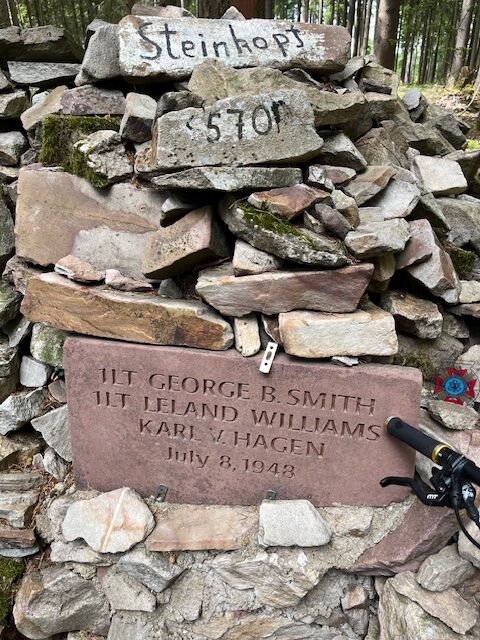 Steinkopf
570m
1LT GEORGE B. SMITH
1LT LELAND WILLIAMS
KARL V. HAGEN
July 8, 1948